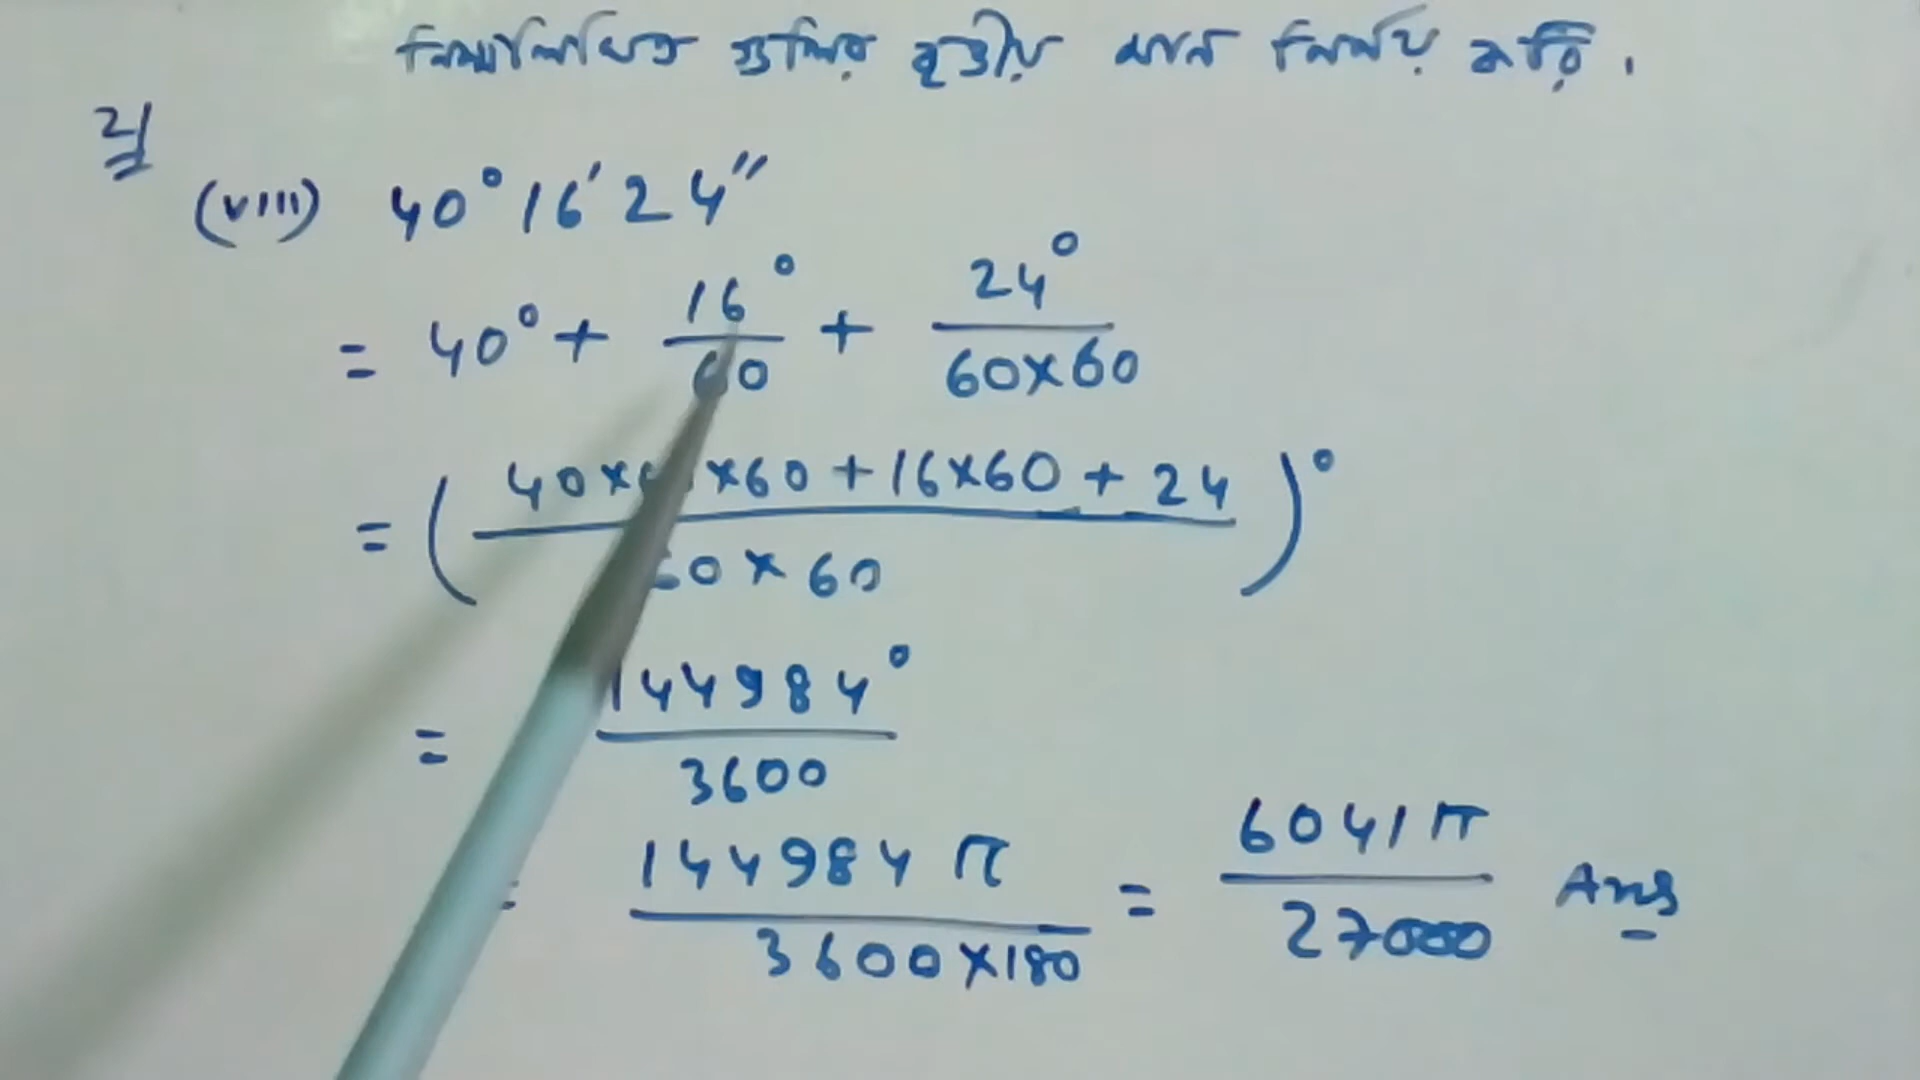 নিম্নলিখিত গুলির বৃত্তীয় মান নির্ণয় করি.
2/
(VIII) 40°16′24″
= 40° + 16°/60 + 24°/60×60
= (40×60×60+16×60+24/60×60)°
= 144984°/3600
= 144984π/3600×180 = 6041π/27000 Ans